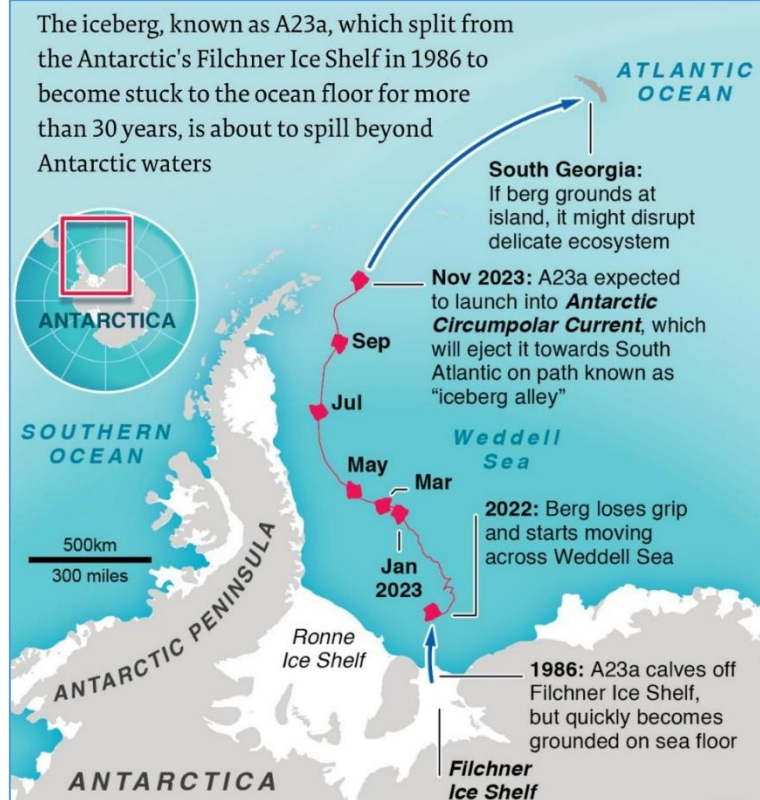 The iceberg, known as A23a, which split from
the Antarctic's Filchner Ice Shelf in 1986 to
become stuck to the ocean floor for more
than 30 years, is about to spill beyond
Antarctic waters
ATLANTIC
OCEAN
South Georgia:
If berg grounds at
island, it might disrupt
delicate ecosystem
ANTARCTICA
Nov 2023: A23a expected
to launch into Antarctic
Circumpolar Current, which
will eject it towards South
Atlantic on path known as
“iceberg alley”
Sep
Jul
SOUTHERN
OCEAN
Weddell
Sea
May
Mar
Jan
2023
2022: Berg loses grip
and starts moving
across Weddell Sea
500km
300 miles
ANTARCTIC PENINSULA
Ronne
Ice Shelf
1986: A23a calves off
Filchner Ice Shelf,
but quickly becomes
grounded on sea floor
Filchner
Ice Shelf
ANTARCTICA